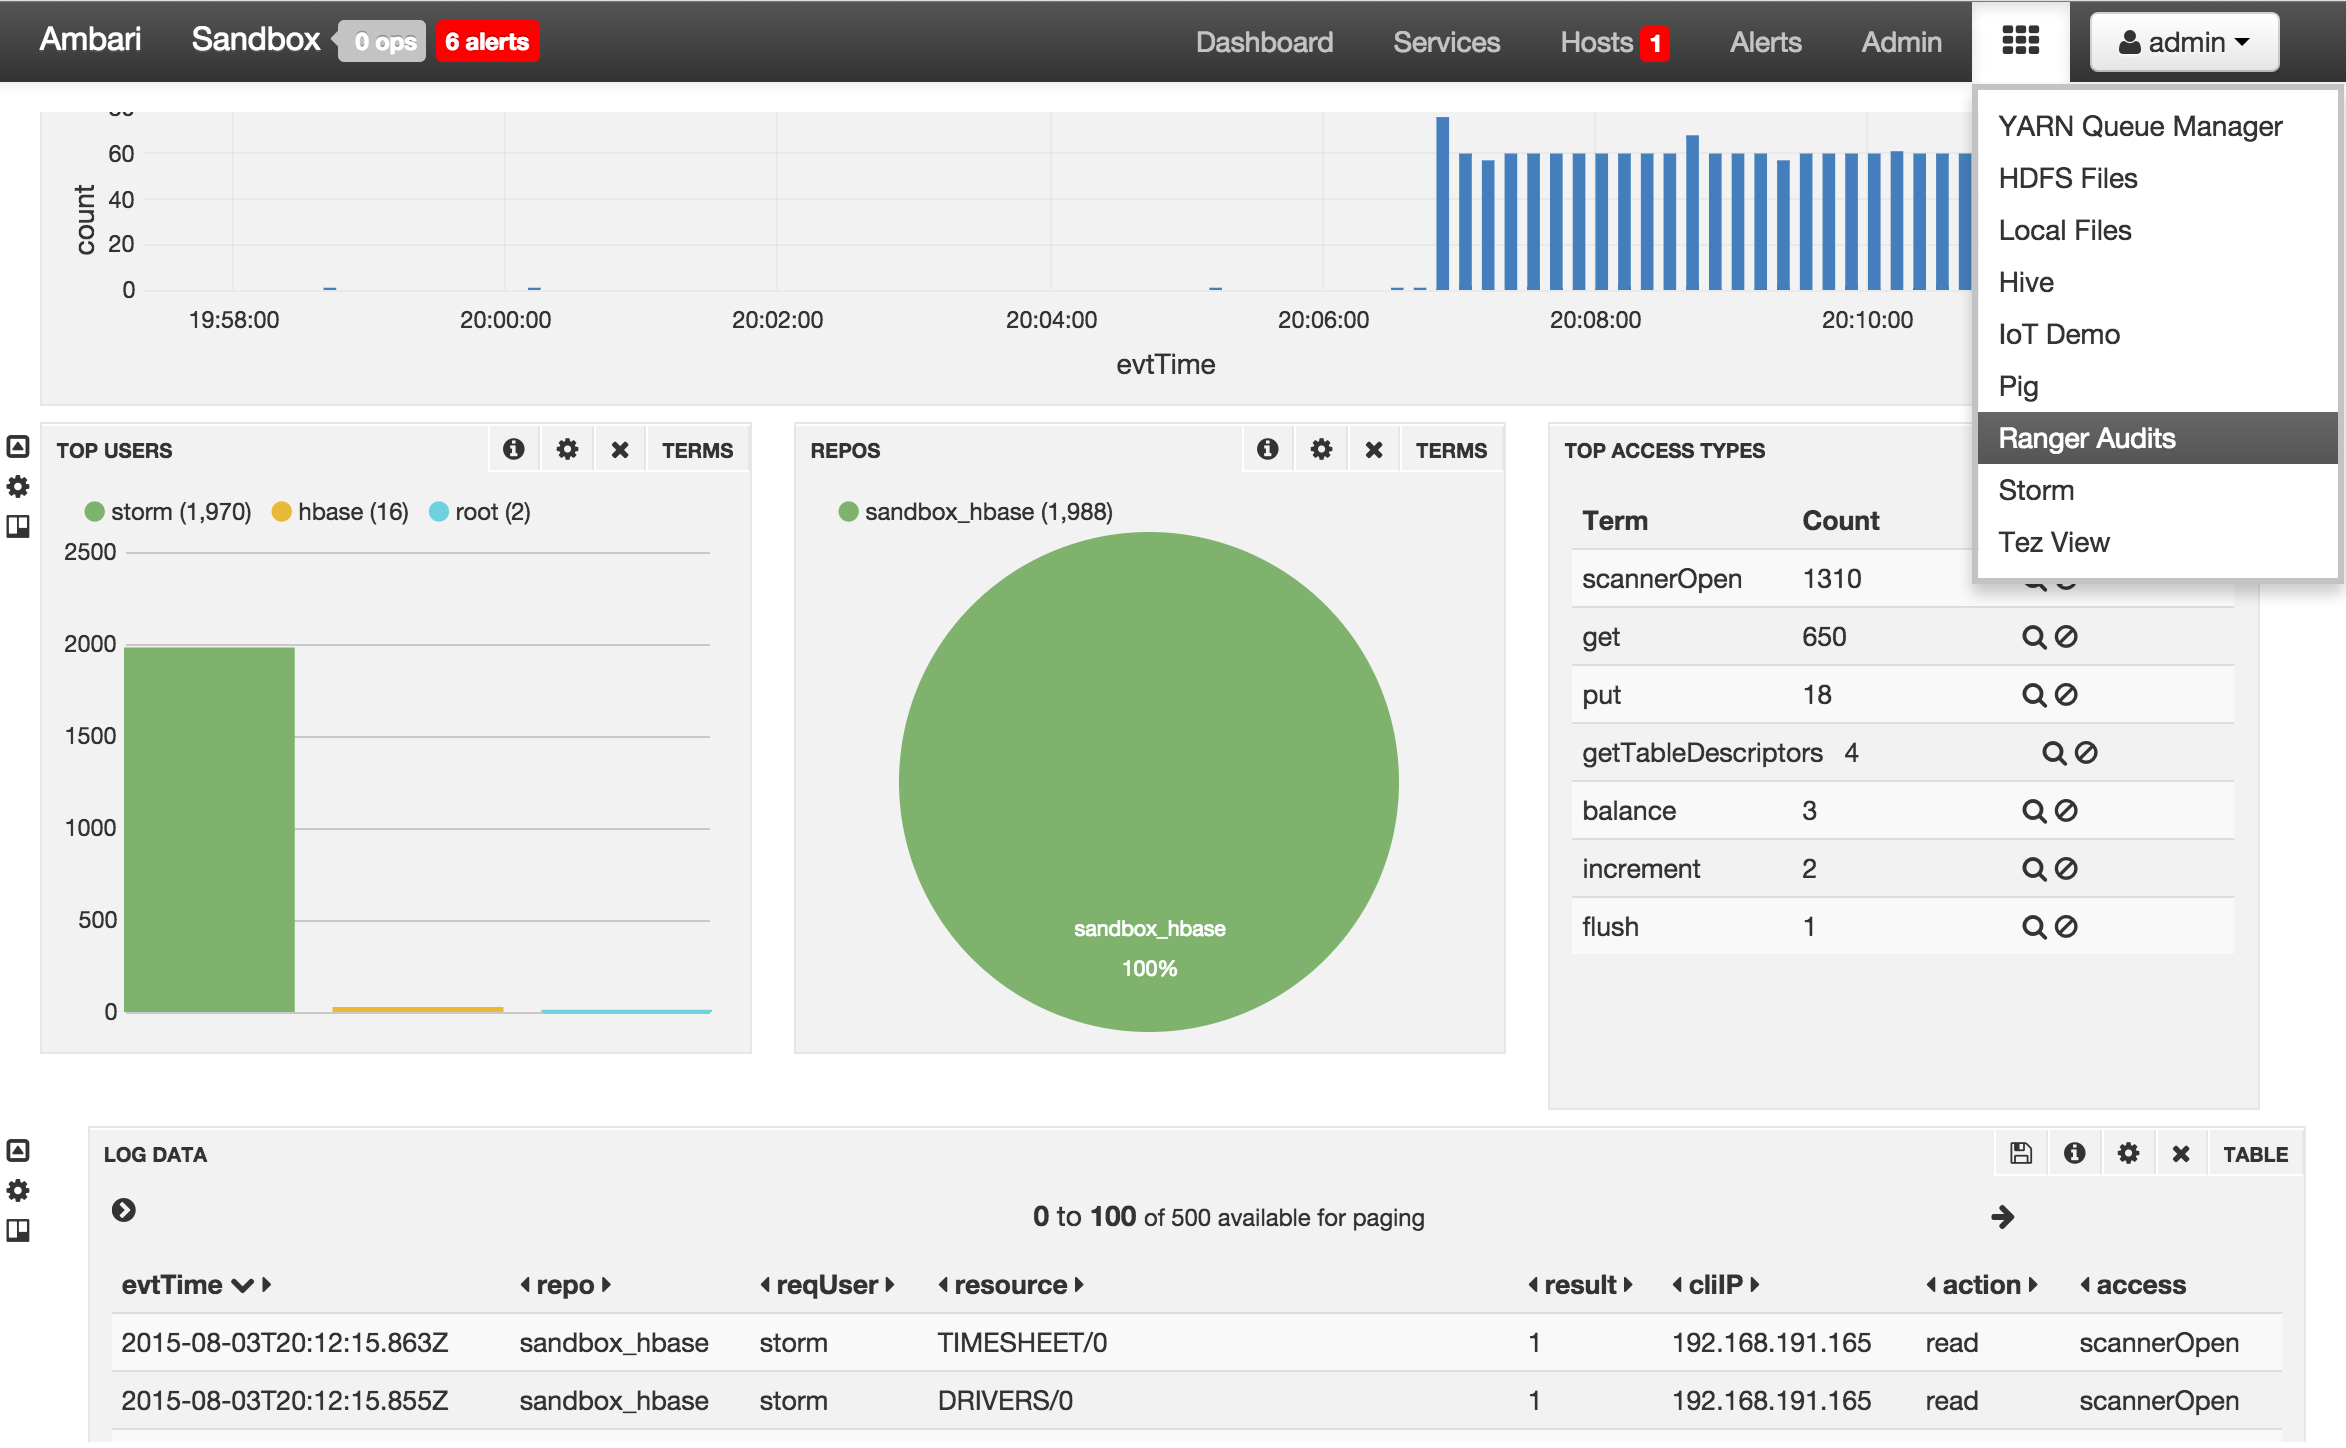 Ambari Sandbox 0 ops 6 alerts Dashboard Services Hosts 1 Alerts Admin admin
YARN Queue Manager
HDFS Files
Local Files
Hive
IoT Demo
Pig
Ranger Audits
Storm
Tez View
count
60
40
20
0
19:58:00 20:00:00 20:02:00 20:04:00 20:06:00 20:08:00 20:10:00
evtTime
TOP USERS TERMS
storm (1,970) hbase (16) root (2)
2500
2000
1500
1000
500
0
REPOS TERMS
sandbox_hbase (1,988)
sandbox_hbase
100%
TOP ACCESS TYPES
Term Count
scannerOpen 1310
get 650
put 18
getTableDescriptors 4
balance 3
increment 2
flush 1
LOG DATA TABLE
0 to 100 of 500 available for paging
evtTime repo reqUser resource result cliIP action access
2015-08-03T20:12:15.863Z sandbox_hbase storm TIMESHEET/0 1 192.168.191.165 read scannerOpen
2015-08-03T20:12:15.855Z sandbox_hbase storm DRIVERS/0 1 192.168.191.165 read scannerOpen